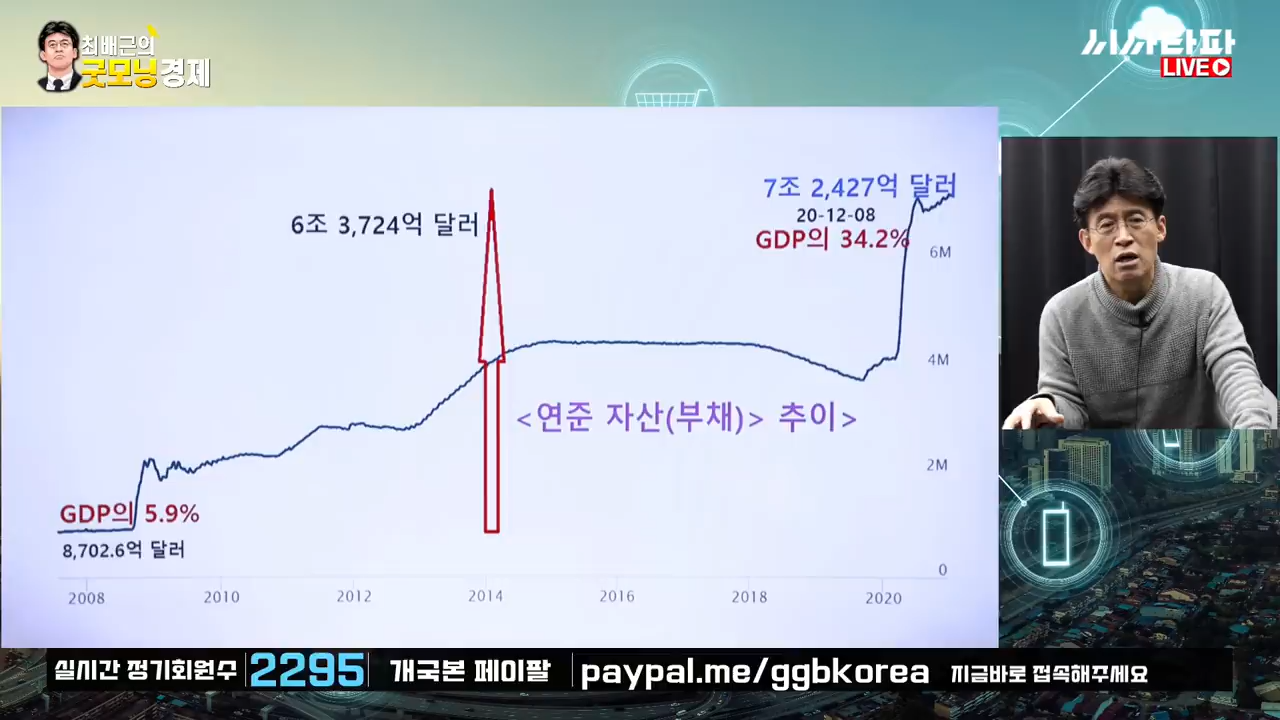 최배근의
굿모닝경제
시싸타파
LIVE
7조 2,427억 달러
20-12-08
GDP의 34.2%
6조 3,724억 달러
6M
4M
<연준 자산(부채)> 추이>
2M
GDP의 5.9%
8,702.6억 달러
0
2008 2010 2012 2014 2016 2018 2020
실시간 정기회원수 2295 개국본 페이팔 paypal.me/ggbkorea 지금바로 접속해주세요